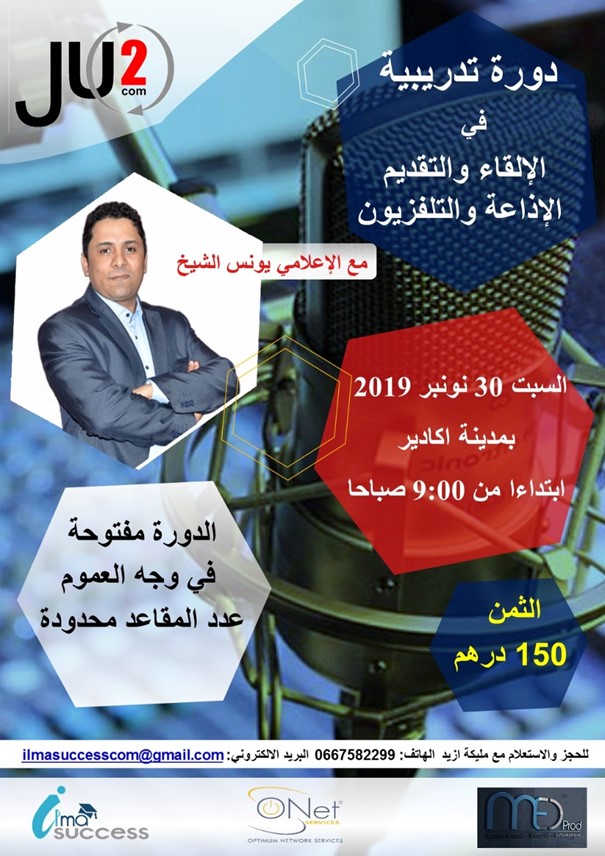 JU2
com
دورة تدريبية
في
الإلقاء والتقديم
الإذاعة والتلفزيون
مع الإعلامي يونس الشيخ
السبت 30 نونبر 2019
بمدينة اكادير
ابتداءا من 9:00 صباحا
الدورة مفتوحة
في وجه العموم
عدد المقاعد محدودة
الثمن
150 درهم
للحجز والاستعلام مع مليكة ازيد الهاتف: 0667582299 البريد الالكتروني: ilmasuccesscom@gmail.com
ilma
success
ONet
SERVICES
OPTIMUM NETWORK SERVICES
MED
Prod